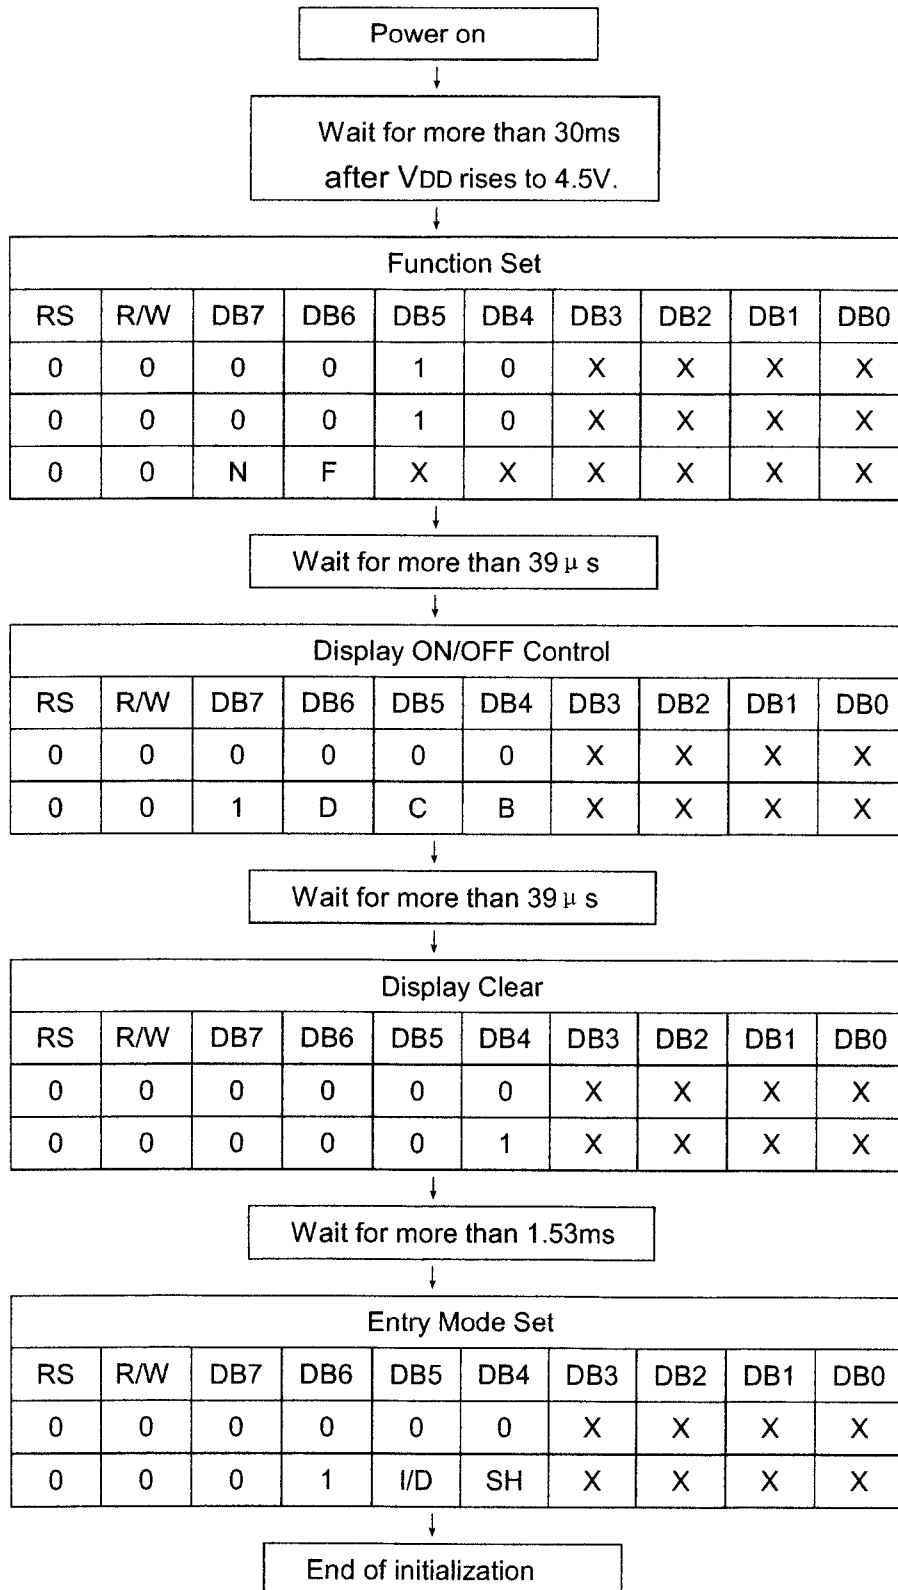 Power on
Wait for more than 30ms
after VDD rises to 4.5V.
Function Set
RS R/W DB7 DB6 DB5 DB4 DB3 DB2 DB1 DB0
0 0 0 0 1 0 X X X X
0 0 0 0 1 0 X X X X
0 0 N F X X X X X X
Wait for more than 39 μ s
Display ON/OFF Control
RS R/W DB7 DB6 DB5 DB4 DB3 DB2 DB1 DB0
0 0 0 0 0 0 X X X X
0 0 1 D C B X X X X
Wait for more than 39 μ s
Display Clear
RS R/W DB7 DB6 DB5 DB4 DB3 DB2 DB1 DB0
0 0 0 0 0 0 X X X X
0 0 0 0 0 1 X X X X
Wait for more than 1.53ms
Entry Mode Set
RS R/W DB7 DB6 DB5 DB4 DB3 DB2 DB1 DB0
0 0 0 0 0 0 X X X X
0 0 0 1 I/D SH X X X X
End of initialization